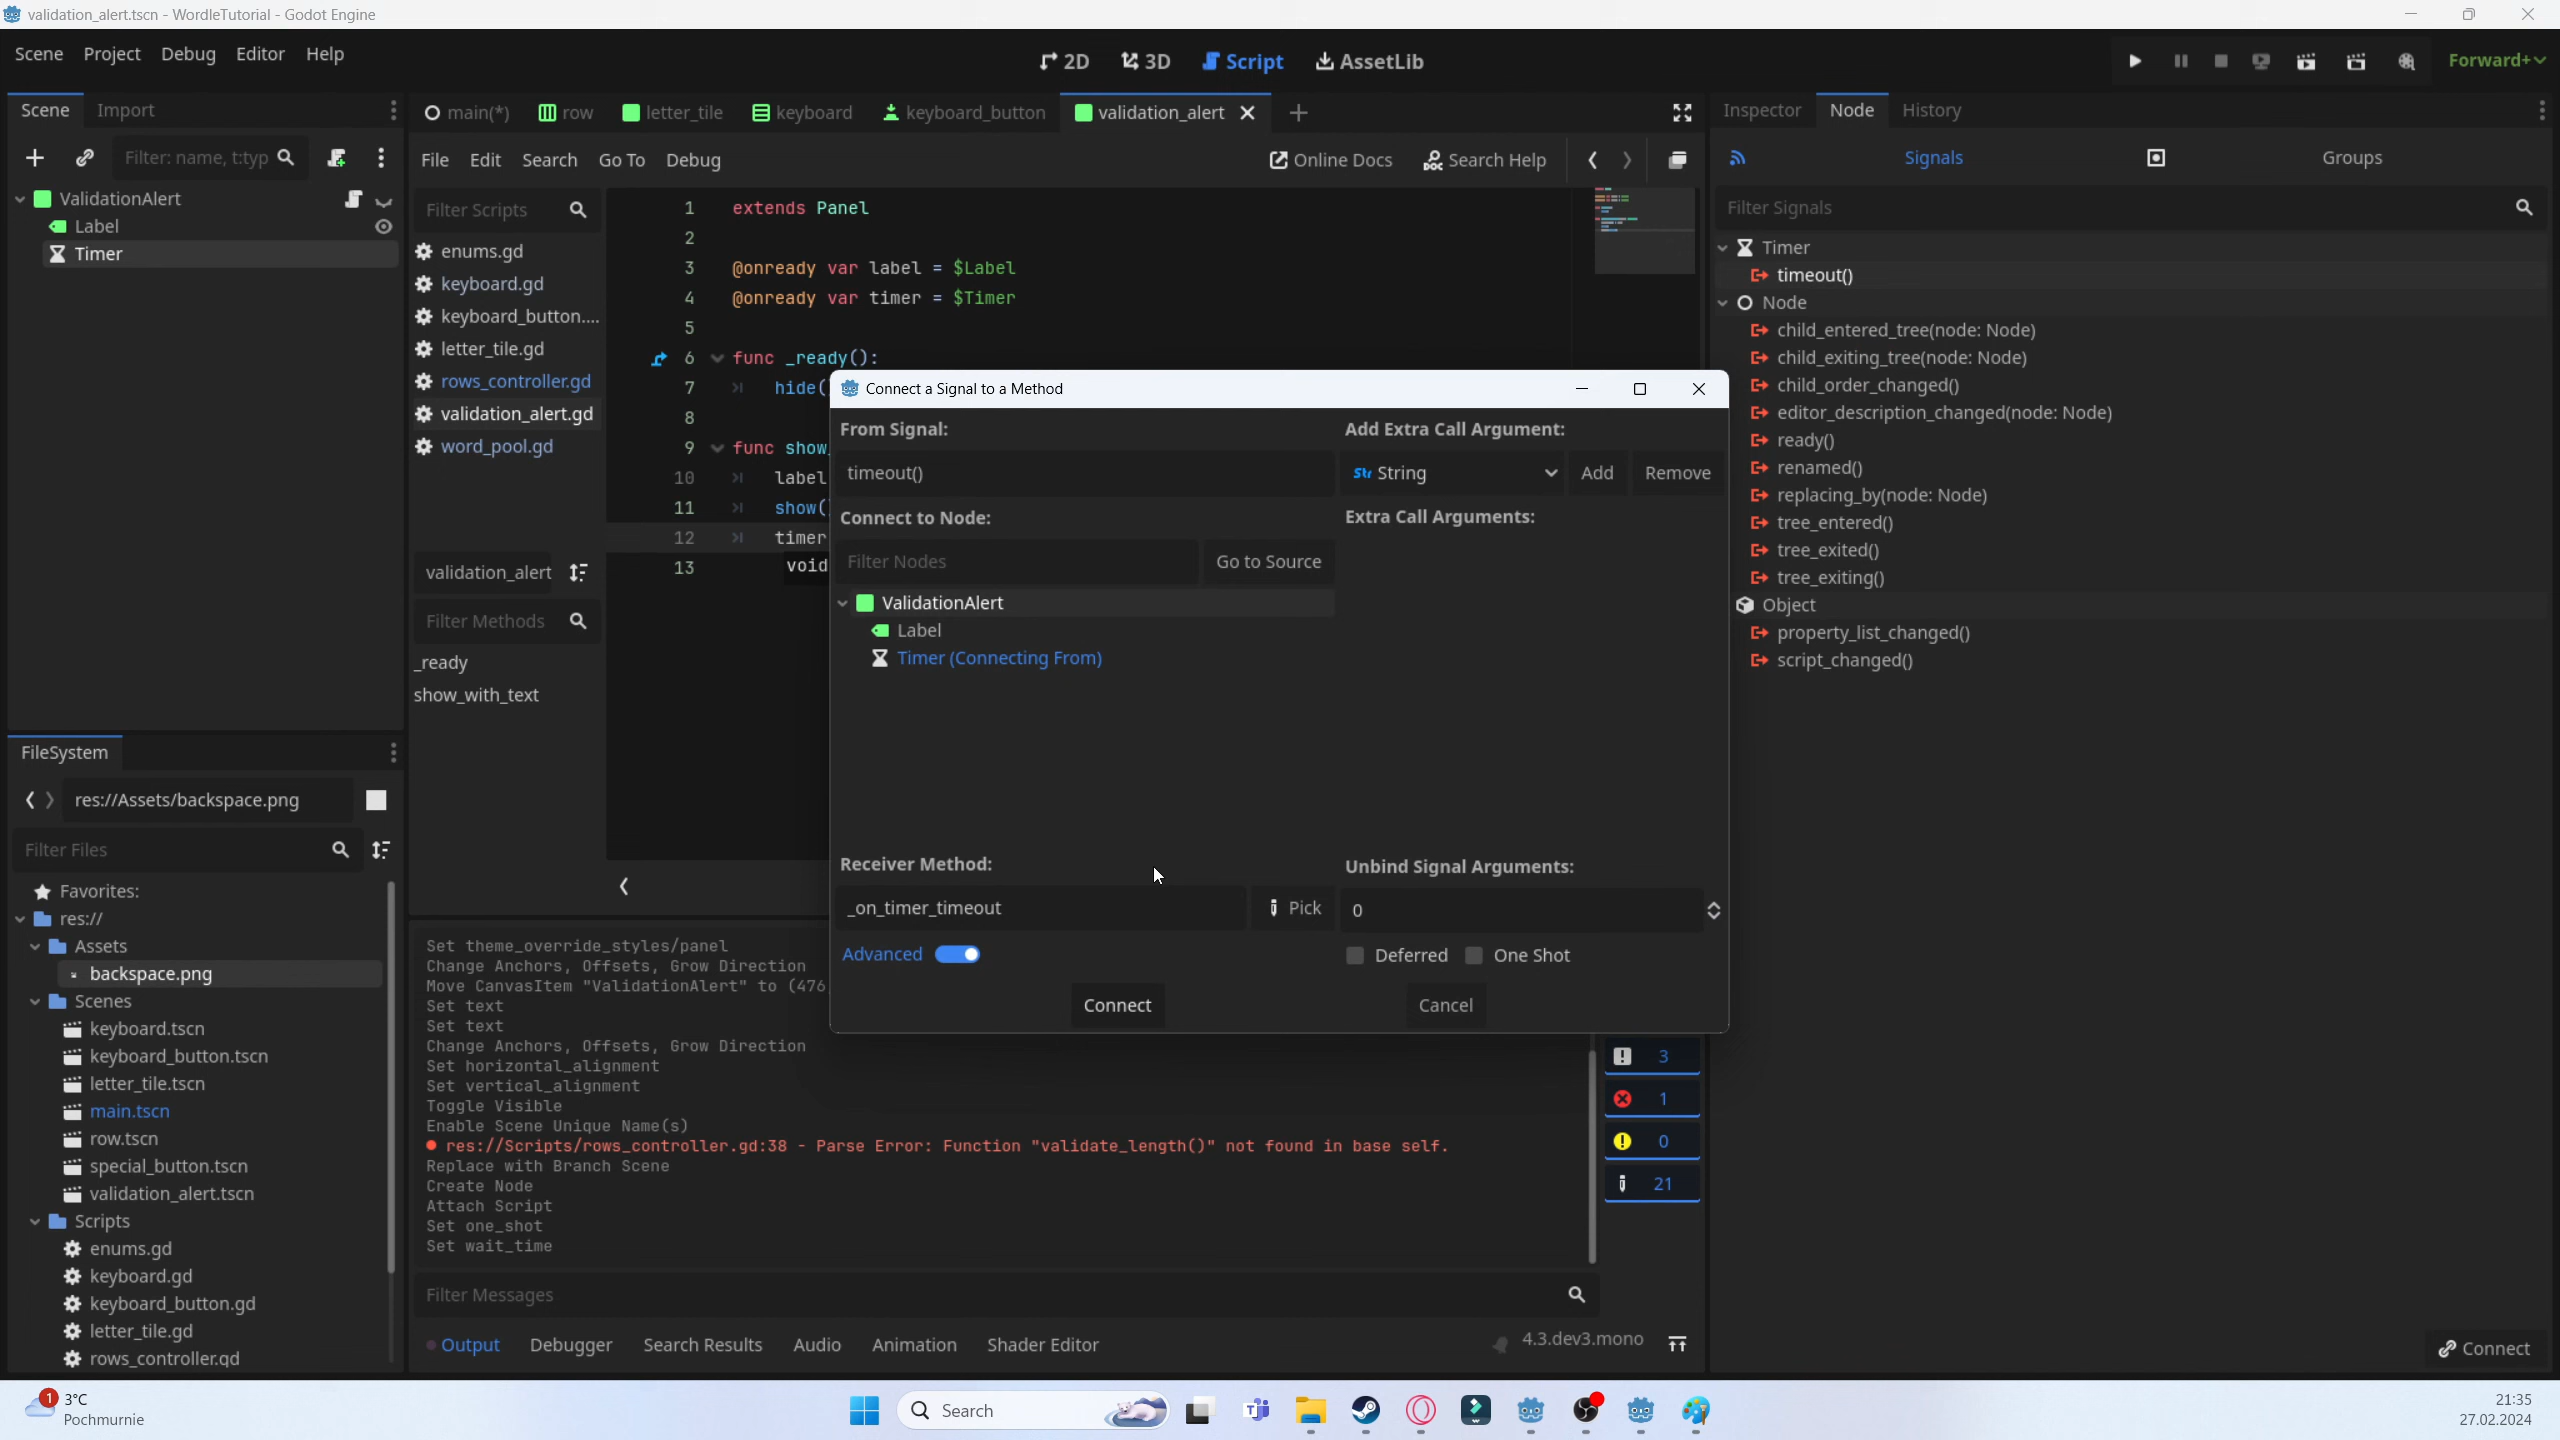 validation_alert.tscn - WordleTutorial - Godot Engine
Scene Project Debug Editor Help
2D 3D Script AssetLib
Forward+
Scene Import
main(*) row letter_tile keyboard keyboard_button validation_alert
Inspector Node History
Filter: name, t:typ
File Edit Search Go To Debug
Online Docs Search Help
Signals Groups
ValidationAlert
Label
Timer
Filter Scripts
enums.gd
keyboard.gd
keyboard_button....
letter_tile.gd
rows_controller.gd
validation_alert.gd
word_pool.gd
validation_alert
Filter Methods
_ready
show_with_text
1 extends Panel
2
3 @onready var label = $Label
4 @onready var timer = $Timer
5
6 func _ready():
7 hide(
8
9 func show_
10 label
11 show(
12 timer
13
void
Connect a Signal to a Method
From Signal:
timeout()
Connect to Node:
Filter Nodes Go to Source
ValidationAlert
Label
Timer (Connecting From)
Receiver Method:
_on_timer_timeout Pick
Advanced
Connect
Add Extra Call Argument:
Str String Add Remove
Extra Call Arguments:
Unbind Signal Arguments:
0
Deferred One Shot
Cancel
Filter Signals
Timer
timeout()
Node
child_entered_tree(node: Node)
child_exiting_tree(node: Node)
child_order_changed()
editor_description_changed(node: Node)
ready()
renamed()
replacing_by(node: Node)
tree_entered()
tree_exited()
tree_exiting()
Object
property_list_changed()
script_changed()
Connect
FileSystem
res://Assets/backspace.png
Filter Files
Favorites:
res://
Assets
backspace.png
Scenes
keyboard.tscn
keyboard_button.tscn
letter_tile.tscn
main.tscn
row.tscn
special_button.tscn
validation_alert.tscn
Scripts
enums.gd
keyboard.gd
keyboard_button.gd
letter_tile.gd
rows_controller.gd
Set theme_override_styles/panel
Change Anchors, Offsets, Grow Direction
Move CanvasItem "ValidationAlert" to (476,
Set text
Set text
Change Anchors, Offsets, Grow Direction
Set horizontal_alignment
Set vertical_alignment
Toggle Visible
Enable Scene Unique Name(s)
res://Scripts/rows_controller.gd:38 - Parse Error: Function "validate_length()" not found in base self.
Replace with Branch Scene
Create Node
Attach Script
Set one_shot
Set wait_time
3
1
0
21
Filter Messages
Output Debugger Search Results Audio Animation Shader Editor
4.3.dev3.mono
1
3°C
Pochmurnie
Search
21:35
27.02.2024